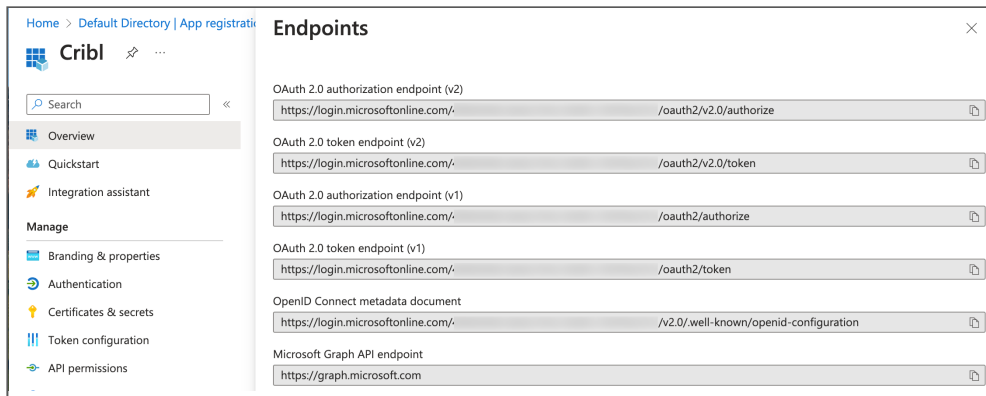 Home > Default Directory | App registratio
Cribl
Search
Overview
Quickstart
Integration assistant
Manage
Branding & properties
Authentication
Certificates & secrets
Token configuration
API permissions
Endpoints
OAuth 2.0 authorization endpoint (v2)
https://login.microsoftonline.com/ /oauth2/v2.0/authorize
OAuth 2.0 token endpoint (v2)
https://login.microsoftonline.com/ /oauth2/v2.0/token
OAuth 2.0 authorization endpoint (v1)
https://login.microsoftonline.com/ /oauth2/authorize
OAuth 2.0 token endpoint (v1)
https://login.microsoftonline.com/ /oauth2/token
OpenID Connect metadata document
https://login.microsoftonline.com/ /v2.0/.well-known/openid-configuration
Microsoft Graph API endpoint
https://graph.microsoft.com